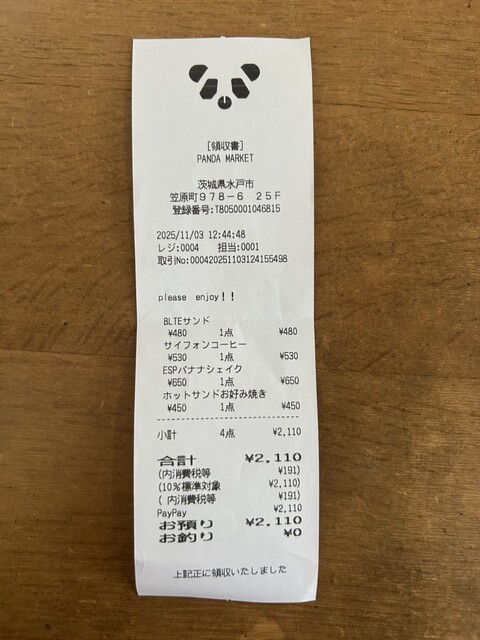 [領収書]
PANDA MARKET
茨城県水戸市
笠原町978-6 25F
登録番号:T8050001046815
2025/11/03 12:44:48
レジ:0004 担当:0001
取引No:000420251103124155498
please enjoy!!
BLTEサンド
¥480 1点 ¥480
サイフォンコーヒー
¥530 1点 ¥530
ESPバナナシェイク
¥650 1点 ¥650
ホットサンドお好み焼き
¥450 1点 ¥450
小計 4点 ¥2,110
合計 ¥2,110
(内消費税等 ¥191)
(10%標準対象 ¥2,110)
( 内消費税等 ¥191)
PayPay ¥2,110
お預り ¥2,110
お釣り ¥0
上記正に領収いたしました